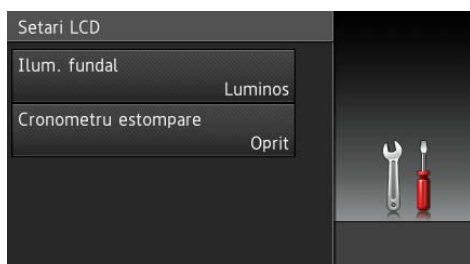 Setari LCD
Ilum. fundal
Luminos
Cronometru estompare
Oprit